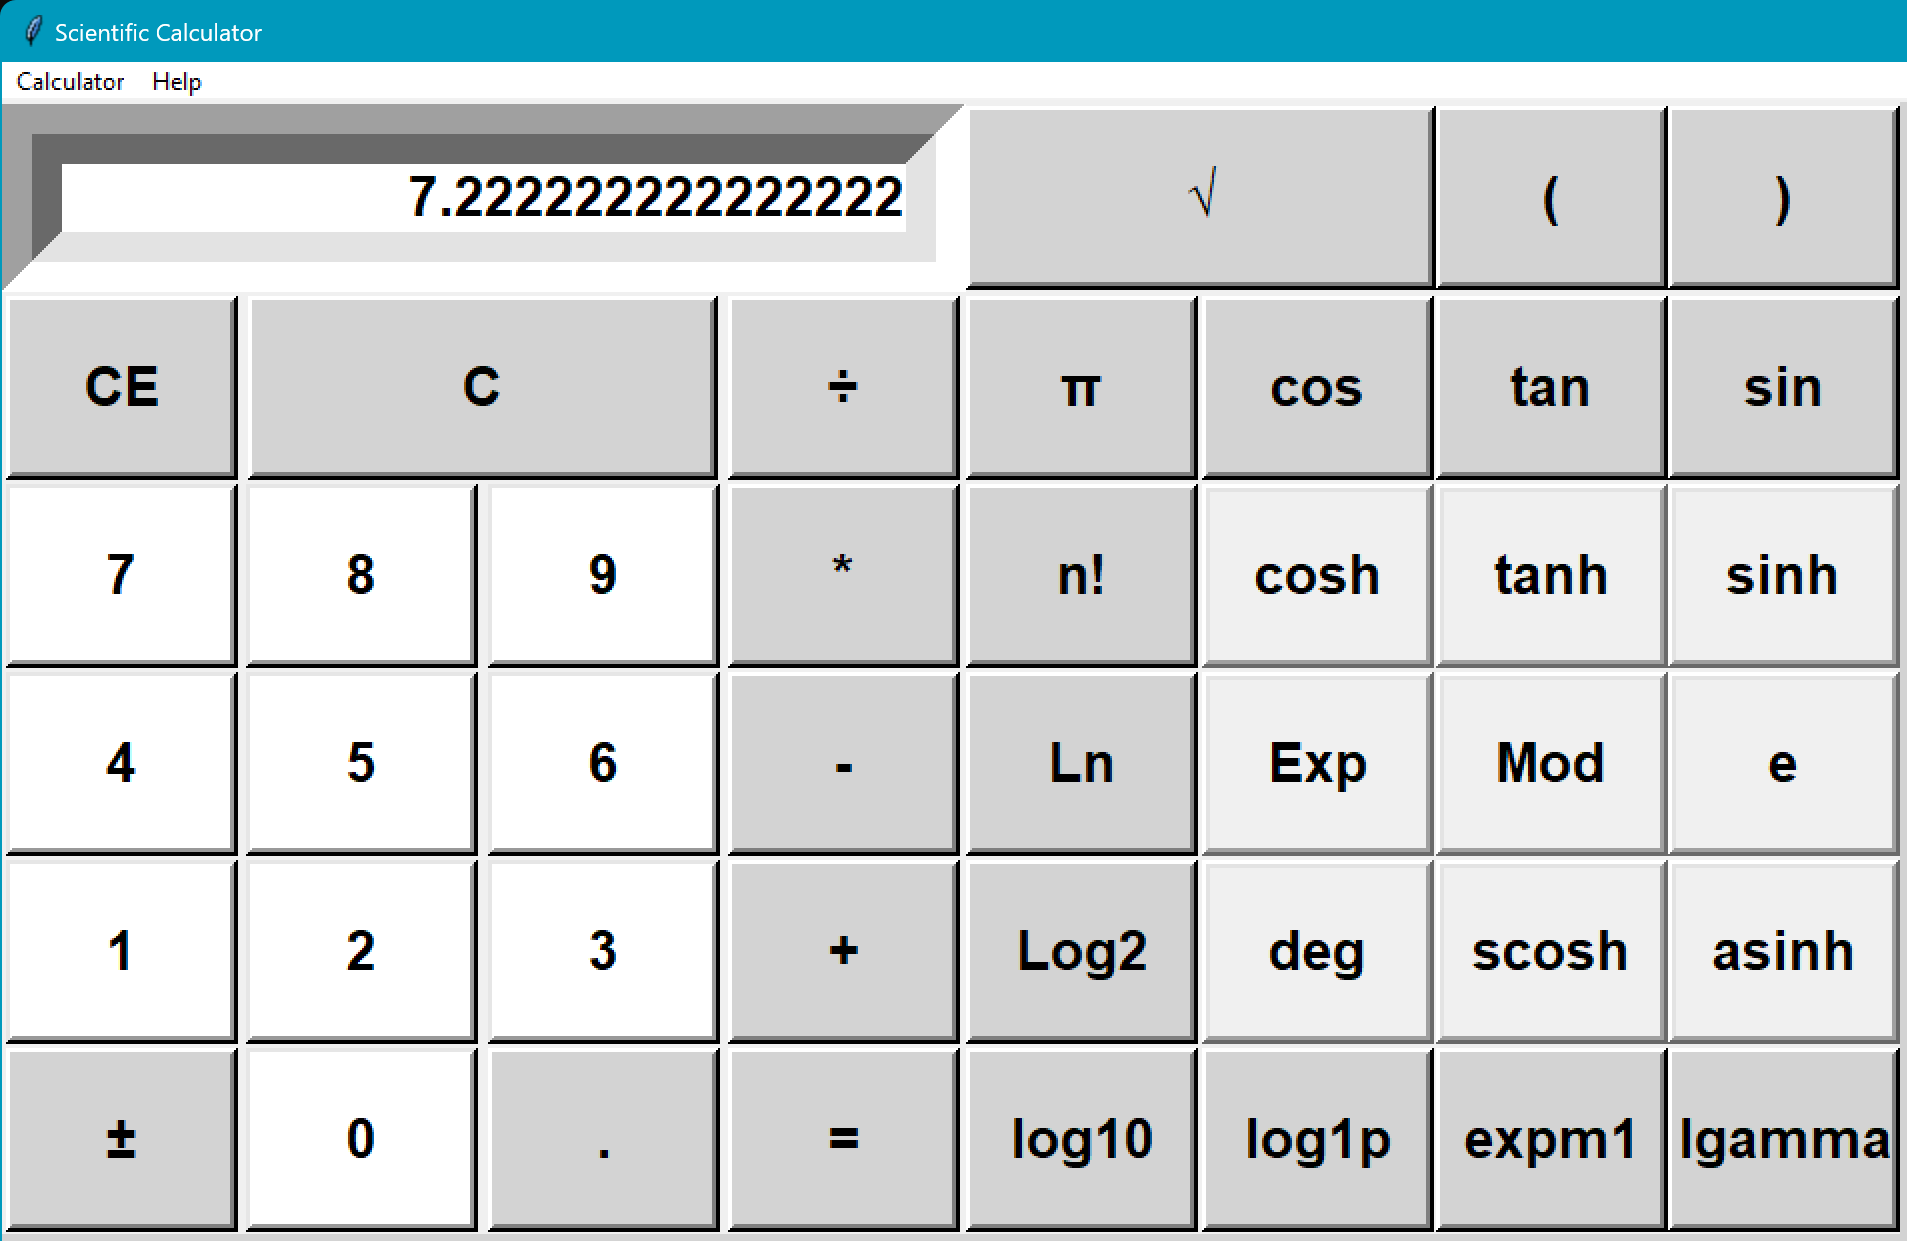 Scientific Calculator
Calculator Help
7.222222222222222 √ ( )
CE C ÷ π cos tan sin
7 8 9 * n! cosh tanh sinh
4 5 6 - Ln Exp Mod e
1 2 3 + Log2 deg scosh asinh
± 0 . = log10 log1p expm1 lgamma